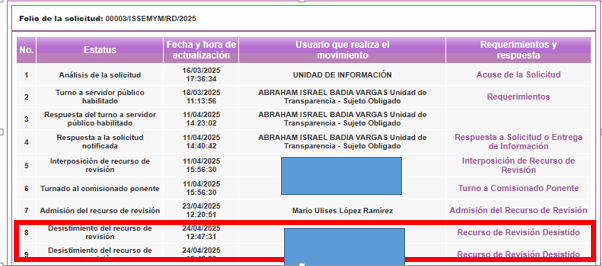 Folio de la solicitud: 00003/ISSEMYM/RD/2025
No. Estatus Fecha y hora de actualización Usuario que realiza el movimiento Requerimientos y respuesta
1 Análisis de la solicitud 16/03/2025 17:36:34 UNIDAD DE INFORMACIÓN Acuse de la Solicitud
2 Turno a servidor público habilitado 18/03/2025 11:13:56 ABRAHAM ISRAEL BADIA VARGAS Unidad de Transparencia - Sujeto Obligado Requerimientos
3 Respuesta del turno a servidor público habilitado 11/04/2025 14:23:02 ABRAHAM ISRAEL BADIA VARGAS Unidad de Transparencia - Sujeto Obligado
4 Respuesta a la solicitud notificada 11/04/2025 14:40:42 ABRAHAM ISRAEL BADIA VARGAS Unidad de Transparencia - Sujeto Obligado Respuesta a Solicitud o Entrega de Información
5 Interposición de recurso de revisión 11/04/2025 15:56:30 Interposición de Recurso de Revisión
6 Turnado al comisionado ponente 11/04/2025 15:56:30 Turno a Comisionado Ponente
7 Admisión del recurso de revisión 23/04/2025 12:20:51 Mario Ulises López Ramírez Admisión del Recurso de Revisión
8 Desistimiento del recurso de revisión 24/04/2025 12:47:31 Recurso de Revisión Desistido
9 Desistimiento del recurso de 24/04/2025 Recurso de Revisión Desistido